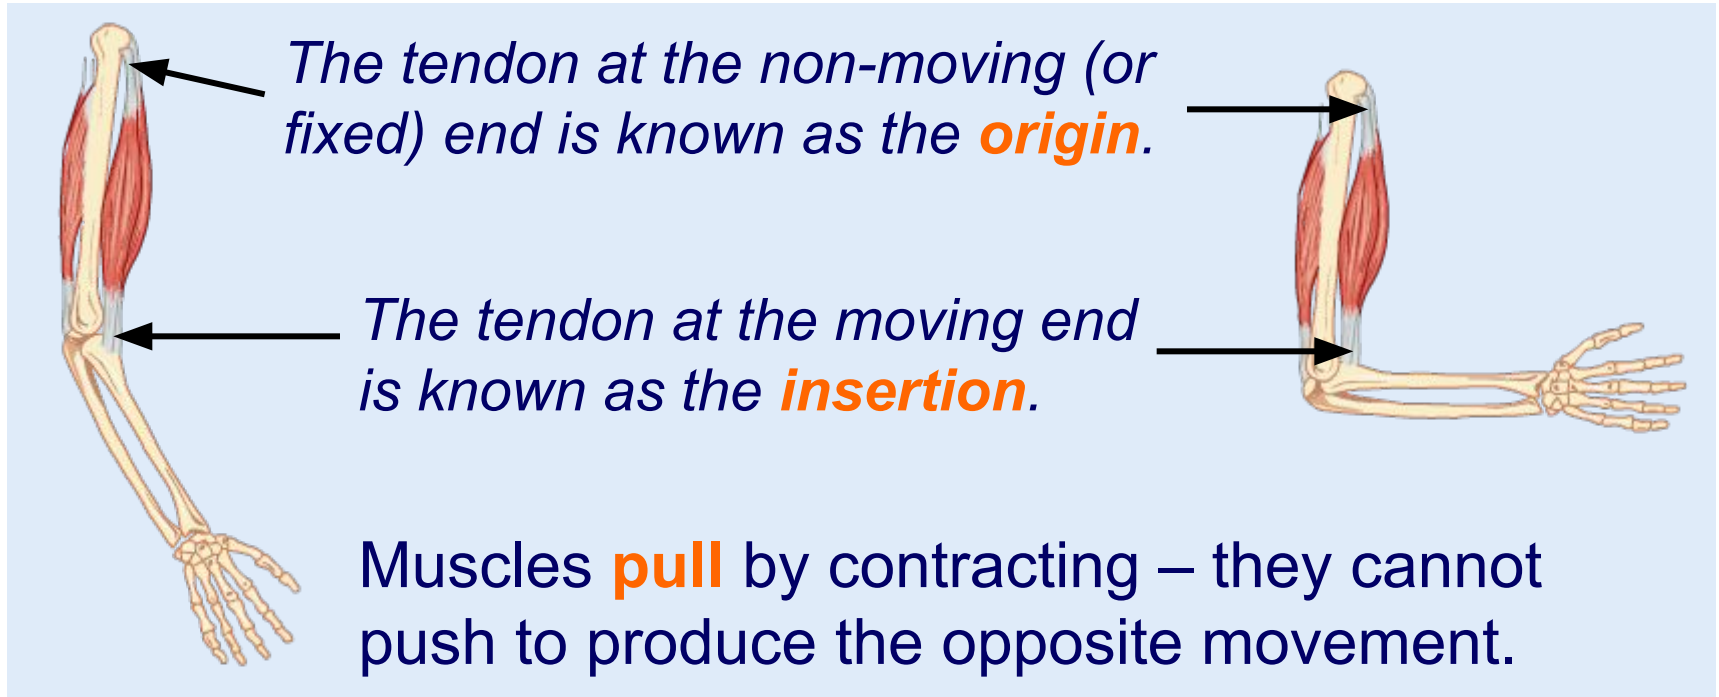 The tendon at the non-moving (or
fixed) end is known as the origin.
The tendon at the moving end
is known as the insertion.
Muscles pull by contracting – they cannot
push to produce the opposite movement.